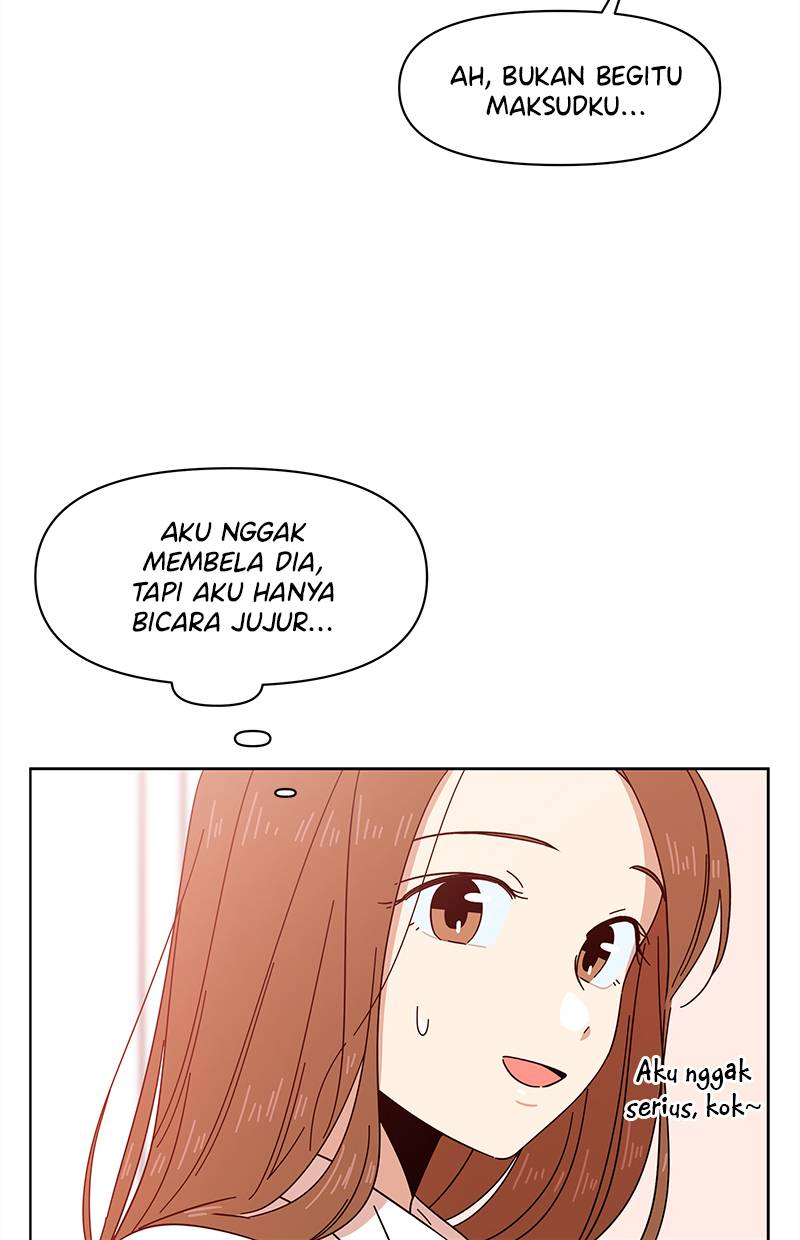 AH, BUKAN BEGITU
MAKSUDKU...
AKU NGGAK
MEMBELA DIA,
TAPI AKU HANYA
BICARA JUJUR...
Aku nggak
serius, kok~